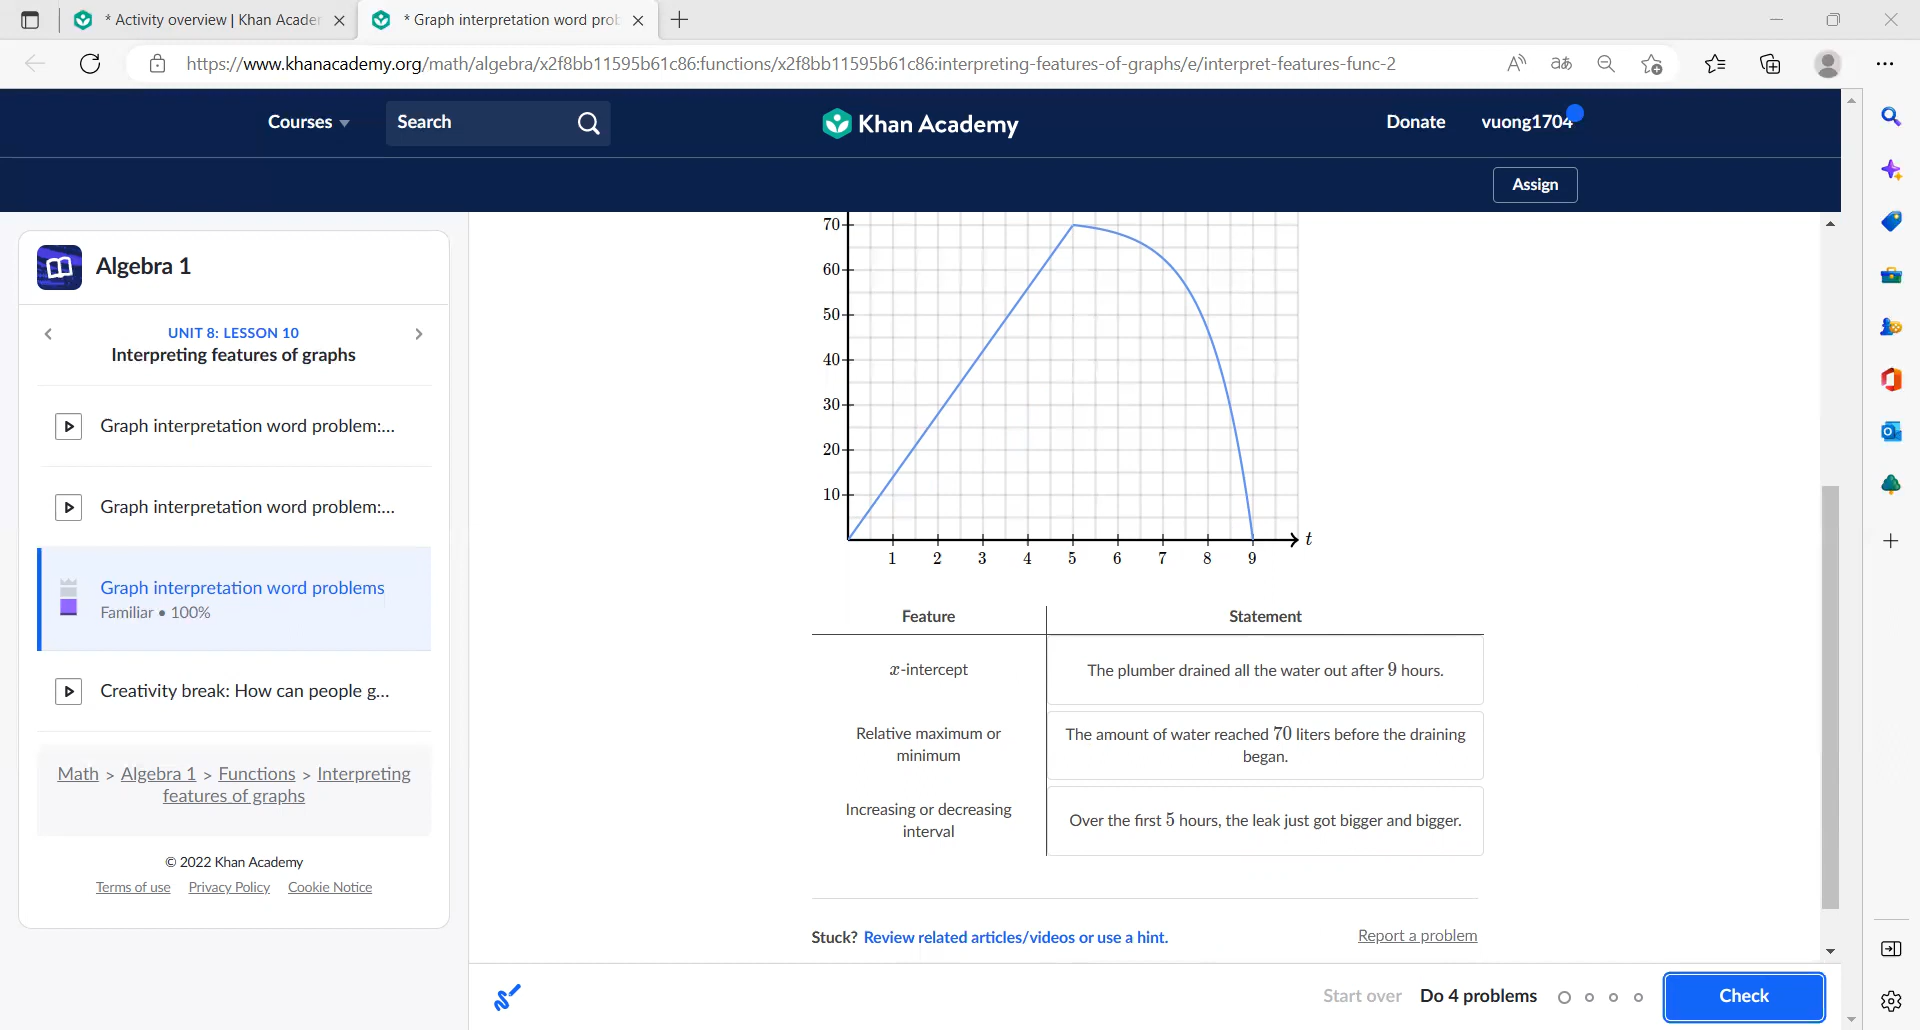 * Activity overview | Khan Acade
* Graph interpretation word prob
https://www.khanacademy.org/math/algebra/x2f8bb11595b61c86:functions/x2f8bb11595b61c86:interpreting-features-of-graphs/e/interpret-features-func-2
Courses
Search
Khan Academy
Donate
vuong1704
Assign
Algebra 1
UNIT 8: LESSON 10
Interpreting features of graphs
Graph interpretation word problem:...
Graph interpretation word problem:...
Graph interpretation word problems
Familiar • 100%
Creativity break: How can people g...
Math > Algebra 1 > Functions > Interpreting
features of graphs
© 2022 Khan Academy
Terms of use Privacy Policy Cookie Notice
70
60
50
40
30
20
10
t
1 2 3 4 5 6 7 8 9
Feature Statement
x-intercept The plumber drained all the water out after 9 hours.
Relative maximum or
minimum
The amount of water reached 70 liters before the draining
began.
Increasing or decreasing
interval
Over the first 5 hours, the leak just got bigger and bigger.
Stuck? Review related articles/videos or use a hint.
Report a problem
Start over Do 4 problems Check